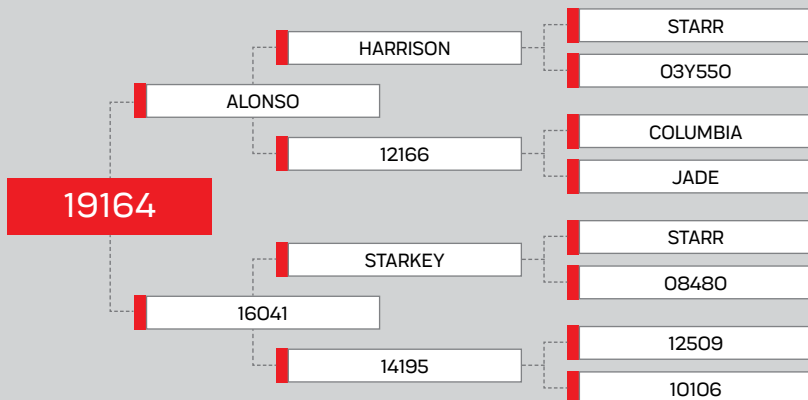 STARR
HARRISON
03Y550
ALONSO
COLUMBIA
12166
JADE
19164
STARR
STARKEY
08480
16041
12509
14195
10106